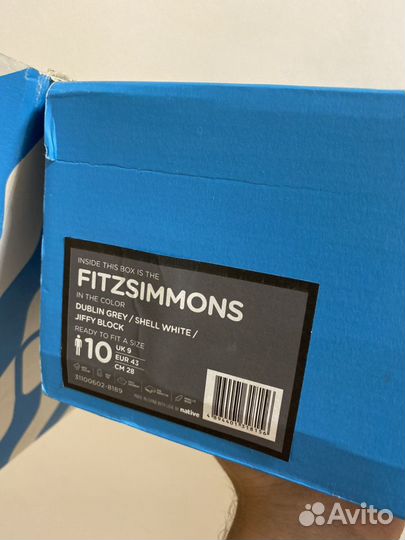 INSIDE THIS BOX IS THE
FITZSIMMONS
IN THE COLOR
DUBLIN GREY / SHELL WHITE /
JIFFY BLOCK
READY TO FIT A SIZE
10
UK 9
EUR 43
CM 28
31100602-8189
native
Avito